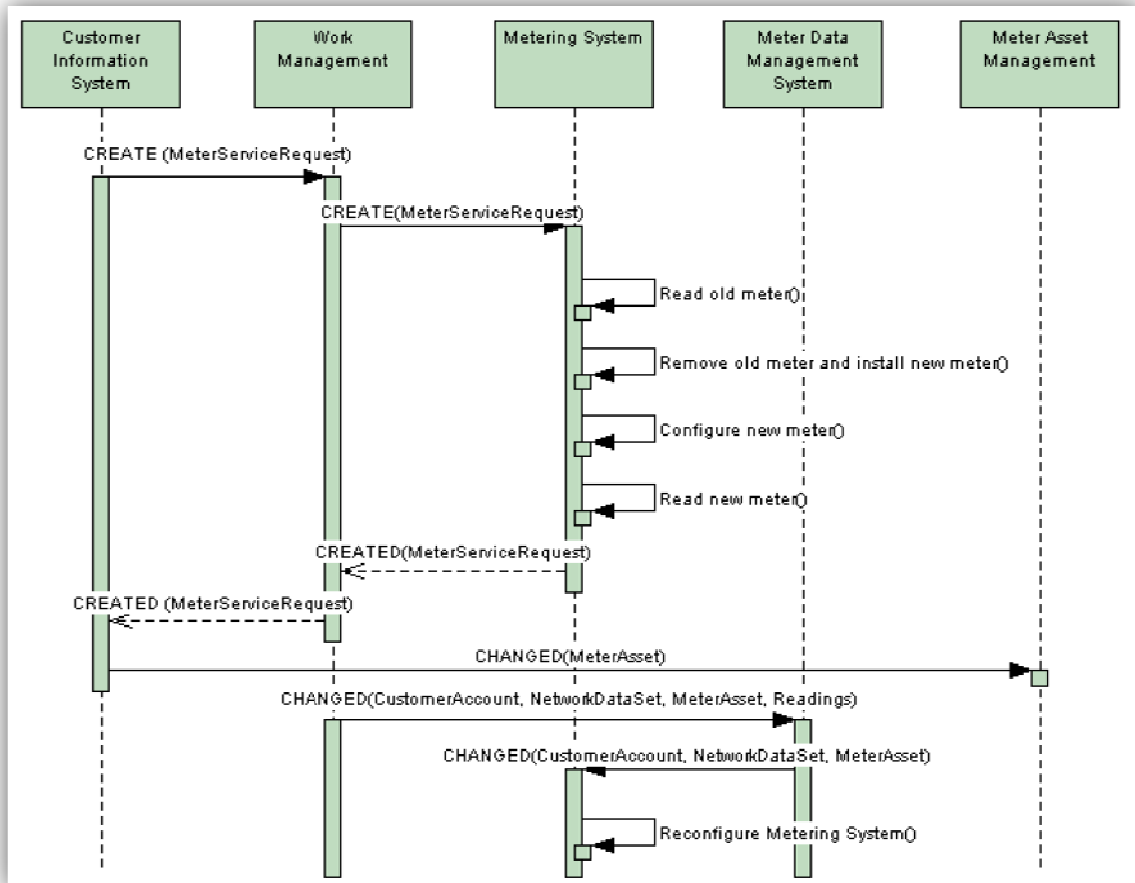 Customer
Information
System
Work
Management
Metering System
Meter Data
Management
System
Meter Asset
Management
CREATE (MeterServiceRequest)
CREATE(MeterServiceRequest)
Read old meter()
Remove old meter and install new meter()
Configure new meter()
Read new meter()
CREATED(MeterServiceRequest)
CREATED (MeterServiceRequest)
CHANGED(MeterAsset)
CHANGED(CustomerAccount, NetworkDataSet, MeterAsset, Readings)
CHANGED(CustomerAccount, NetworkDataSet, MeterAsset)
Reconfigure Metering System()